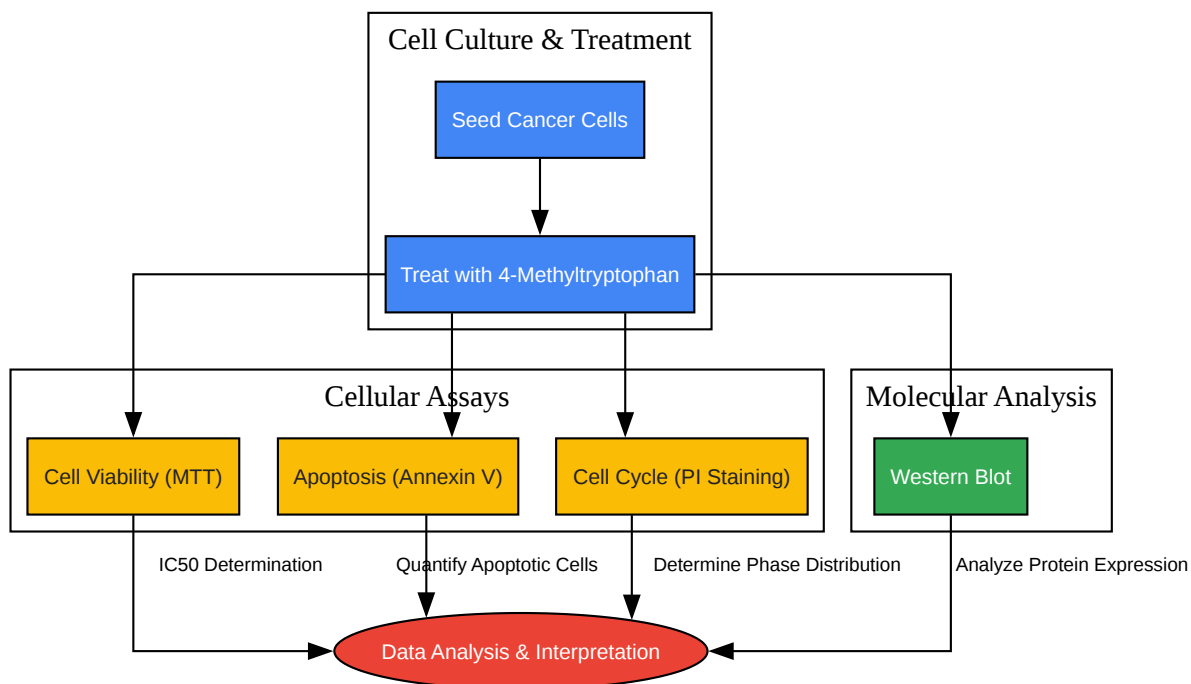 Cell Culture & Treatment
Seed Cancer Cells
Treat with 4-Methyltryptophan
Cellular Assays
Molecular Analysis
Cell Viability (MTT)
Apoptosis (Annexin V)
Cell Cycle (PI Staining)
Western Blot
IC50 Determination
Quantify Apoptotic Cells
Determine Phase Distribution
Analyze Protein Expression
Data Analysis & Interpretation